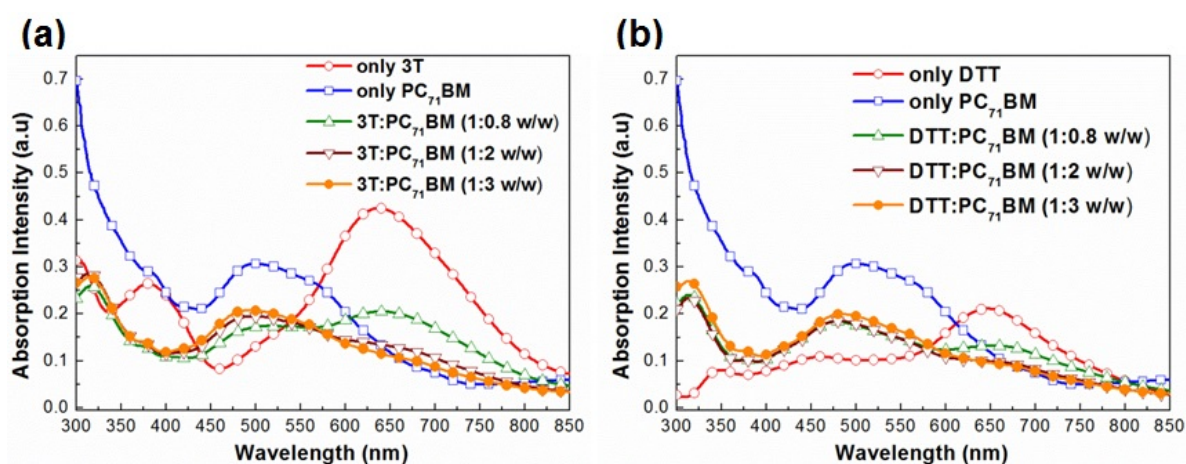 (a)
only 3T
only PC71BM
3T:PC71BM (1:0.8 w/w)
3T:PC71BM (1:2 w/w)
3T:PC71BM (1:3 w/w)
Absorption Intensity (a.u)
0.7
0.6
0.5
0.4
0.3
0.2
0.1
0.0
300 350 400 450 500 550 600 650 700 750 800 850
Wavelength (nm)
(b)
only DTT
only PC71BM
DTT:PC71BM (1:0.8 w/w)
DTT:PC71BM (1:2 w/w)
DTT:PC71BM (1:3 w/w)
Absorption Intensity (a.u)
0.7
0.6
0.5
0.4
0.3
0.2
0.1
0.0
300 350 400 450 500 550 600 650 700 750 800 850
Wavelength (nm)